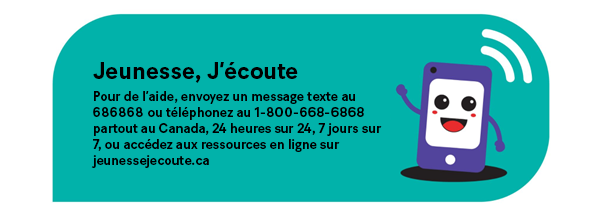 Jeunesse, J'écoute
Pour de l'aide, envoyez un message texte au
686868 ou téléphonez au 1-800-668-6868
partout au Canada, 24 heures sur 24, 7 jours sur
7, ou accédez aux ressources en ligne sur
jeunessejecoute.ca